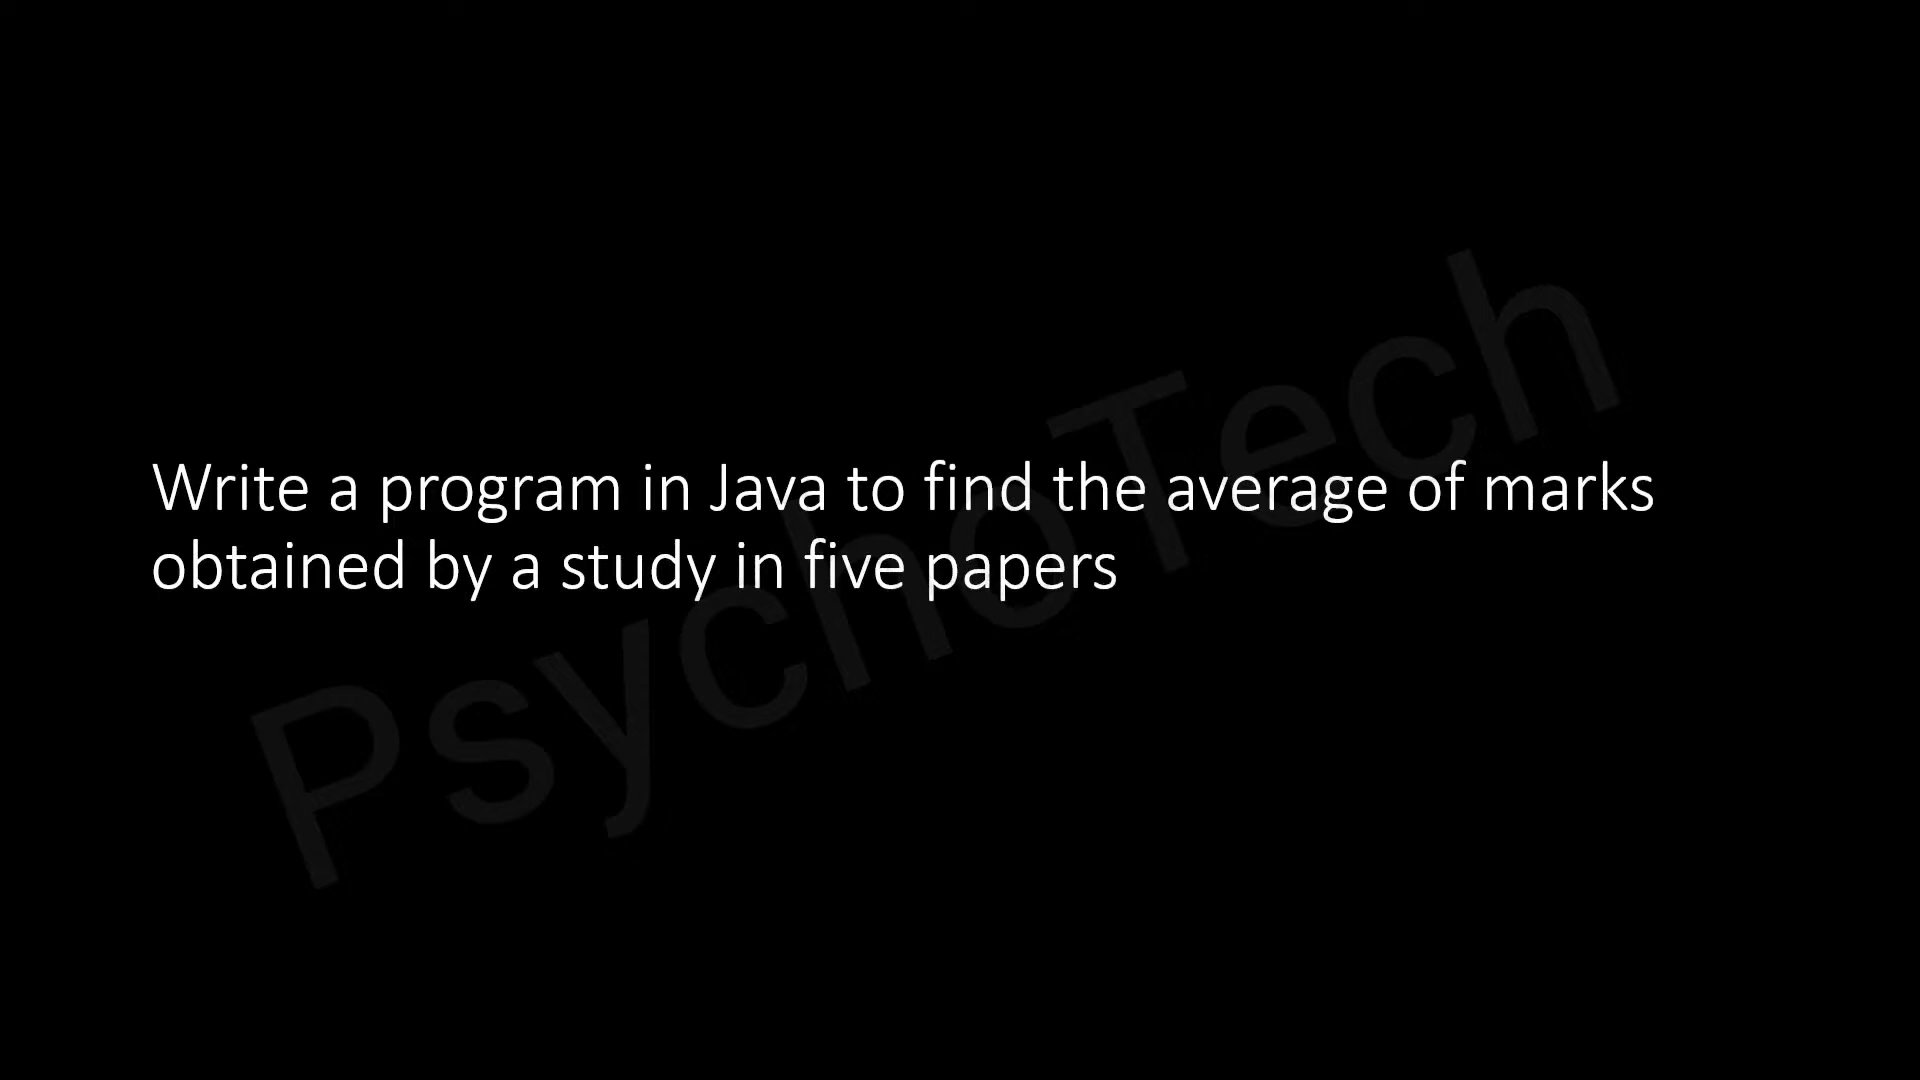 Write a program in Java to find the average of marks
obtained by a study in five papers
PsychoTech